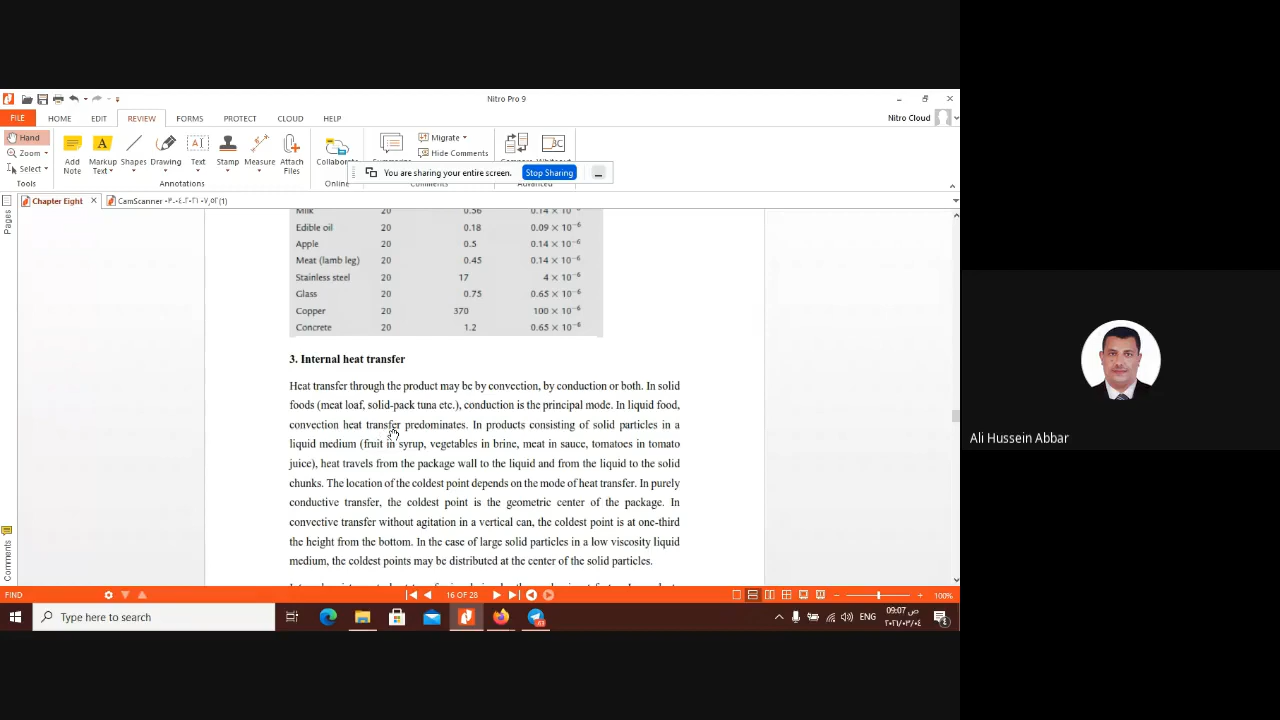 Nitro Pro 9
FILE HOME EDIT REVIEW FORMS PROTECT CLOUD HELP
Nitro Cloud
Hand
Zoom
Select
Tools
Add Note
Markup Text
Shapes
Drawing
Text
Stamp
Measure
Attach Files
Annotations
Collaborate
Online
Migrate
Hide Comments
You are sharing your entire screen. Stop Sharing
Chapter Eight
Pages
Milk 20 0.56
Edible oil 20 0.18 0.09 × 10⁻⁶
Apple 20 0.5 0.14 × 10⁻⁶
Meat (lamb leg) 20 0.45 0.14 × 10⁻⁶
Stainless steel 20 17 4 × 10⁻⁶
Glass 20 0.75 0.65 × 10⁻⁶
Copper 20 370 100 × 10⁻⁶
Concrete 20 1.2 0.65 × 10⁻⁶
3. Internal heat transfer
Heat transfer through the product may be by convection, by conduction or both. In solid
foods (meat loaf, solid-pack tuna etc.), conduction is the principal mode. In liquid food,
convection heat transfer predominates. In products consisting of solid particles in a
liquid medium (fruit in syrup, vegetables in brine, meat in sauce, tomatoes in tomato
juice), heat travels from the package wall to the liquid and from the liquid to the solid
chunks. The location of the coldest point depends on the mode of heat transfer. In purely
conductive transfer, the coldest point is the geometric center of the package. In
convective transfer without agitation in a vertical can, the coldest point is at one-third
the height from the bottom. In the case of large solid particles in a low viscosity liquid
medium, the coldest points may be distributed at the center of the solid particles.
Comments
Ali Hussein Abbar
FIND
16 OF 28
100%
Type here to search
ENG
09:07 ص
٢٠٢١/٠٣/٠٤